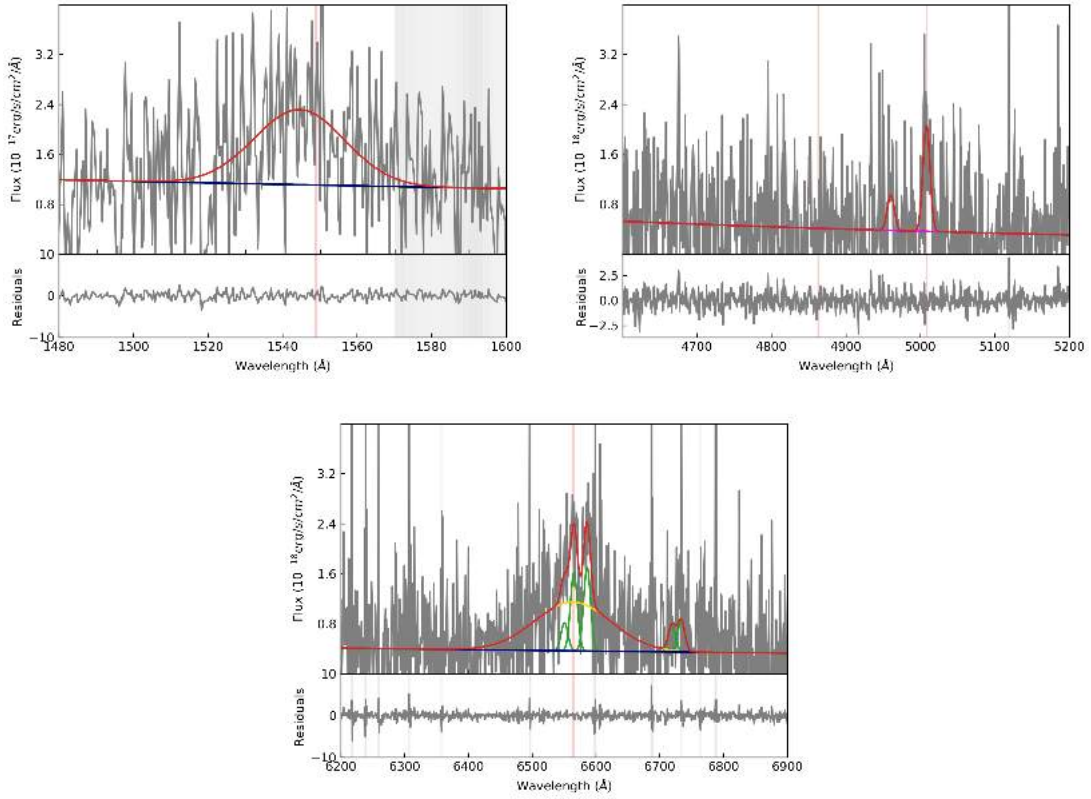 3.2
2.4
1.6
0.8
Flux (10⁻¹⁷erg/s/cm²/Å)
10
0
−10
Residuals
1480 1500 1520 1540 1560 1580 1600
Wavelength (Å)
3.2
2.4
1.6
0.8
Flux (10⁻¹⁸erg/s/cm²/Å)
2.5
0.0
−2.5
Residuals
4700 4800 4900 5000 5100 5200
Wavelength (Å)
3.2
2.4
1.6
0.8
Flux (10⁻¹⁸erg/s/cm²/Å)
10
0
−10
Residuals
6200 6300 6400 6500 6600 6700 6800 6900
Wavelength (Å)